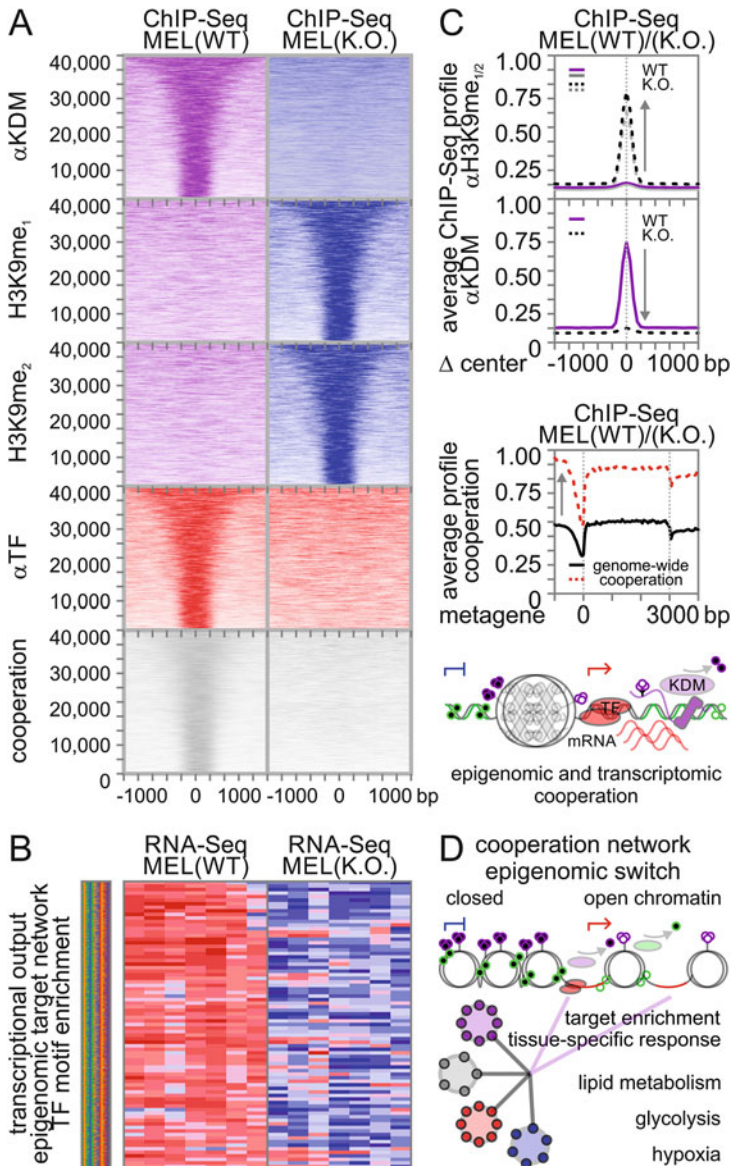 A
ChIP-Seq
MEL(WT)
ChIP-Seq
MEL(K.O.)
αKDM
40,000
30,000
20,000
10,000
H3K9me1
40,000
30,000
20,000
10,000
H3K9me2
40,000
30,000
20,000
10,000
αTF
40,000
30,000
20,000
10,000
cooperation
40,000
30,000
20,000
10,000
0
-1000 0 1000 -1000 0 1000 bp
B
RNA-Seq
MEL(WT)
RNA-Seq
MEL(K.O.)
transcriptional output
epigenomic target network
TF motif enrichment
C
ChIP-Seq
MEL(WT)/(K.O.)
average ChIP-Seq profile
αH3K9me1/2
1.00
0.75
0.50
0.25
0
WT
K.O.
αKDM
1.00
0.75
0.50
0.25
0
WT
K.O.
Δ center
-1000 0 1000 bp
ChIP-Seq
MEL(WT)/(K.O.)
average profile
cooperation
1.00
0.75
0.50
0.25
0
genome-wide
cooperation
metagene
0 3000 bp
KDM
TF
mRNA
epigenomic and transcriptomic
cooperation
D
cooperation network
epigenomic switch
closed
open chromatin
target enrichment
tissue-specific response
lipid metabolism
glycolysis
hypoxia